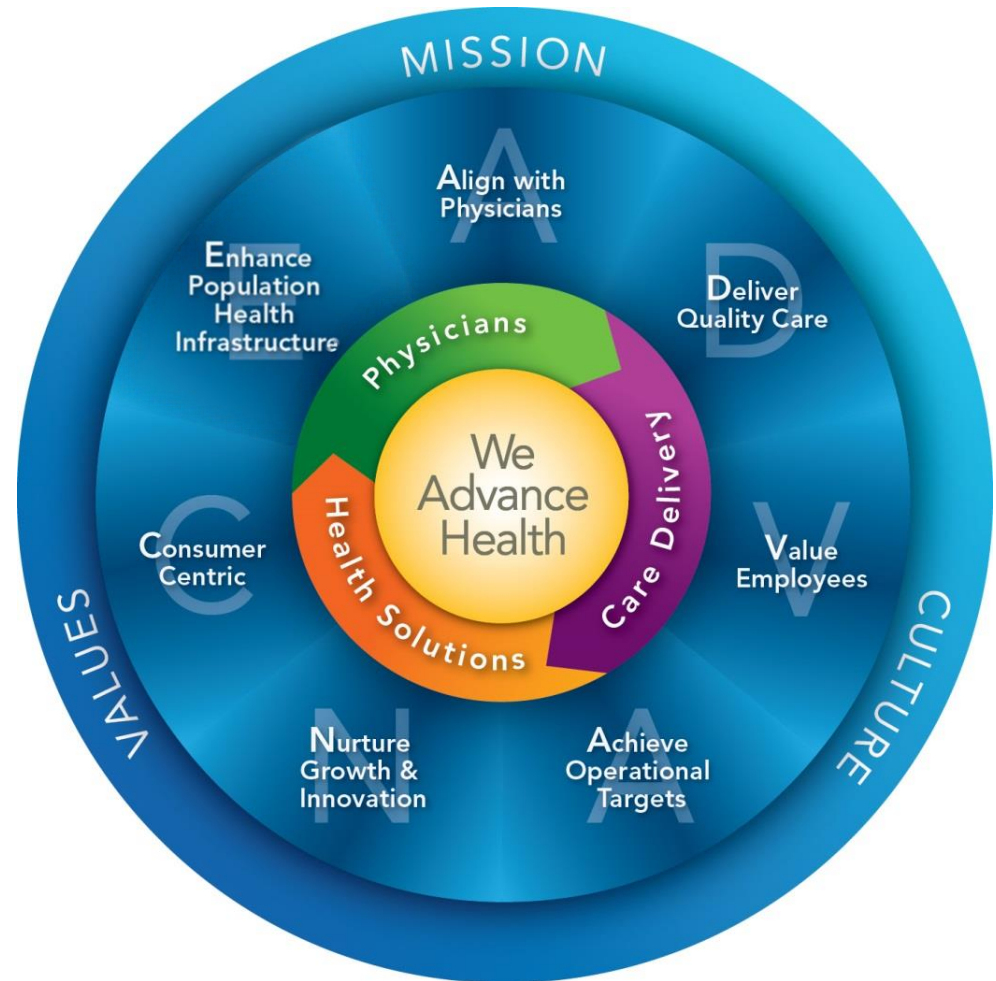 MISSION
A
Align with
Physicians
D
Deliver
Quality Care
V
Value
Employees
A
Achieve
Operational
Targets
N
Nurture
Growth &
Innovation
C
Consumer
Centric
E
Enhance
Population
Health
Infrastructure
Physicians
Care Delivery
Health Solutions
We
Advance
Health
CULTURE
VALUES